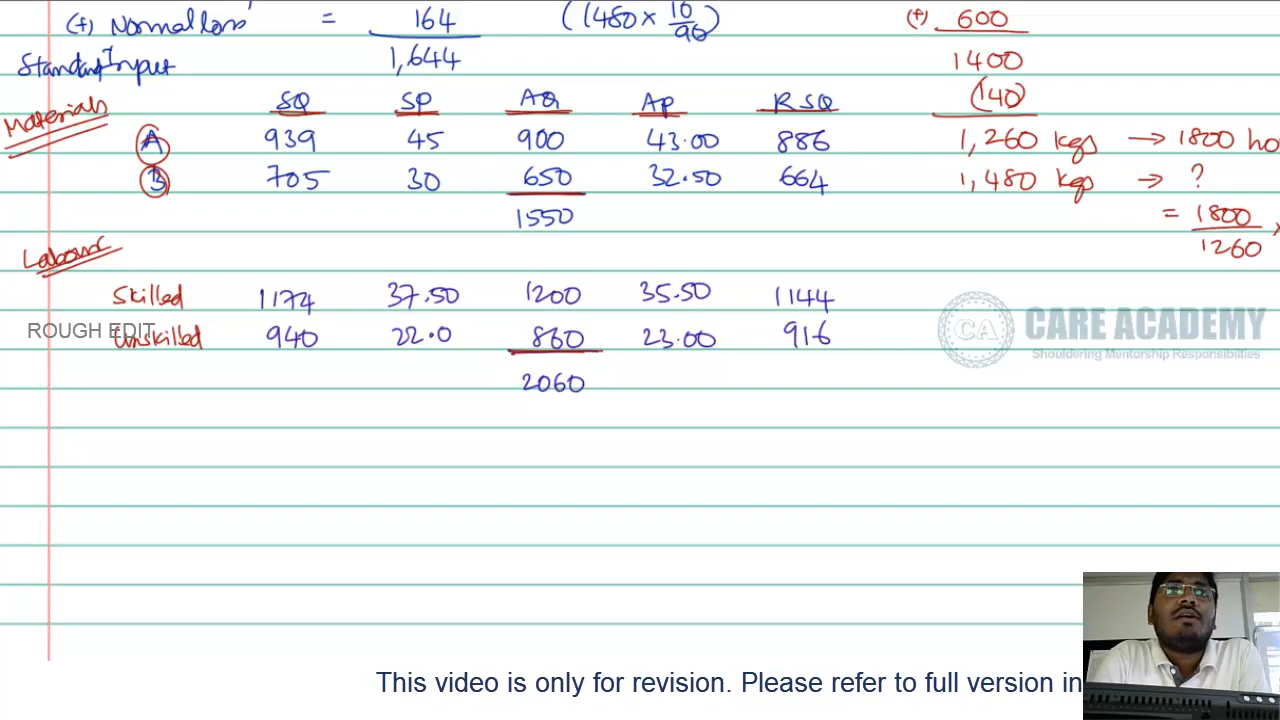 (+) Normal loss = 164 (1480 × 10/90) (+) 600
Standard Input 1,644 1400
(140)
SQ SP AQ AP RSQ
Materials
A 939 45 900 43.00 886 1,260 kgs → 1800 ho
B 705 30 650 32.50 664 1,480 kgs → ?
1550 = 1800/1260 ×
Labour
Skilled 1174 37.50 1200 35.50 1144
Unskilled 940 22.0 860 23.00 916
2060
ROUGH EDIT
CA
CARE ACADEMY
Shouldering Mentorship Responsibilities
This video is only for revision. Please refer to full version in